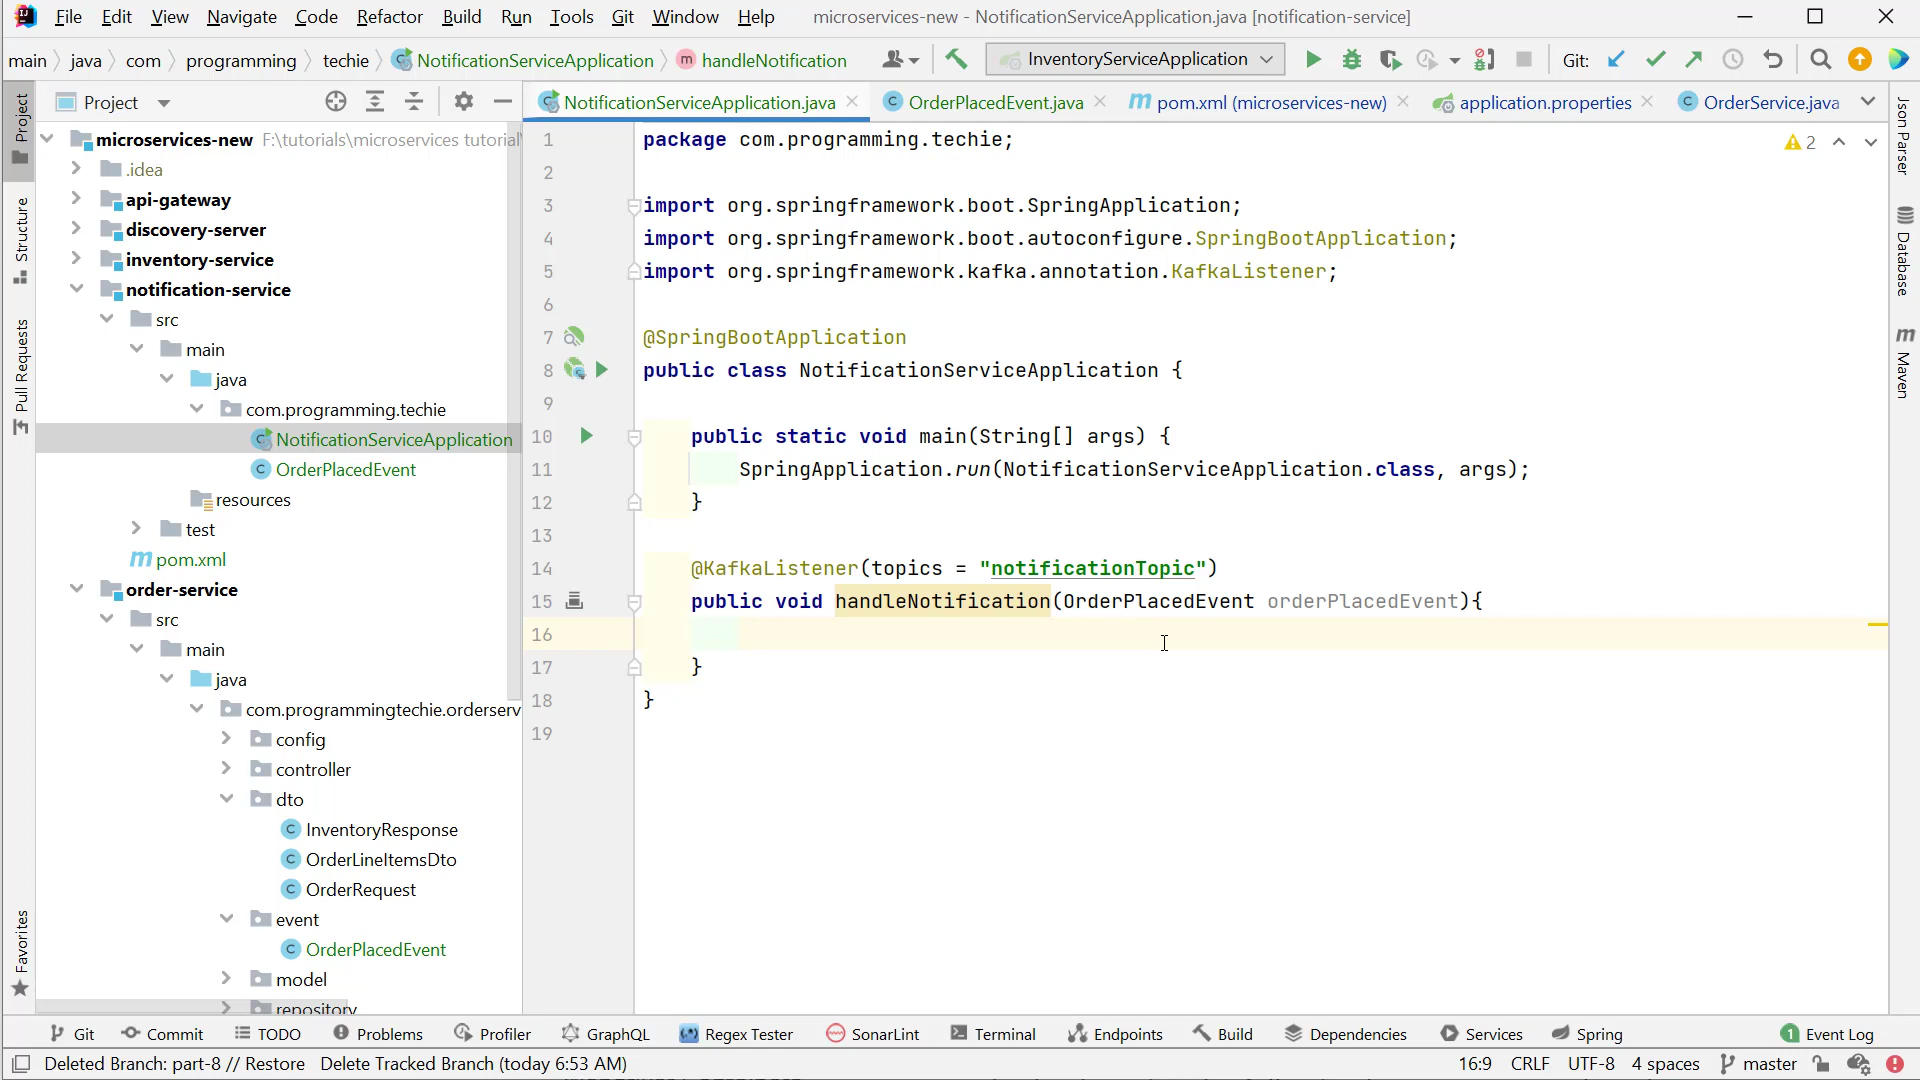 File Edit View Navigate Code Refactor Build Run Tools Git Window Help microservices-new - NotificationServiceApplication.java [notification-service]
main java com programming techie NotificationServiceApplication m handleNotification InventoryServiceApplication Git:
Project
NotificationServiceApplication.java OrderPlacedEvent.java pom.xml (microservices-new) application.properties OrderService.java
microservices-new F:\tutorials\microservices tutorial
.idea
api-gateway
discovery-server
inventory-service
notification-service
src
main
java
com.programming.techie
NotificationServiceApplication
OrderPlacedEvent
resources
test
pom.xml
order-service
src
main
java
com.programmingtechie.orderserv
config
controller
dto
InventoryResponse
OrderLineItemsDto
OrderRequest
event
OrderPlacedEvent
model
repository
1 package com.programming.techie;
2
3 import org.springframework.boot.SpringApplication;
4 import org.springframework.boot.autoconfigure.SpringBootApplication;
5 import org.springframework.kafka.annotation.KafkaListener;
6
7 @SpringBootApplication
8 public class NotificationServiceApplication {
9
10 public static void main(String[] args) {
11 SpringApplication.run(NotificationServiceApplication.class, args);
12 }
13
14 @KafkaListener(topics = "notificationTopic")
15 public void handleNotification(OrderPlacedEvent orderPlacedEvent){
16
17 }
18 }
19
2
Project
Structure
Pull Requests
Favorites
Json Parser
Database
Maven
Git Commit TODO Problems Profiler GraphQL Regex Tester SonarLint Terminal Endpoints Build Dependencies Services Spring 1 Event Log
Deleted Branch: part-8 // Restore Delete Tracked Branch (today 6:53 AM) 16:9 CRLF UTF-8 4 spaces master